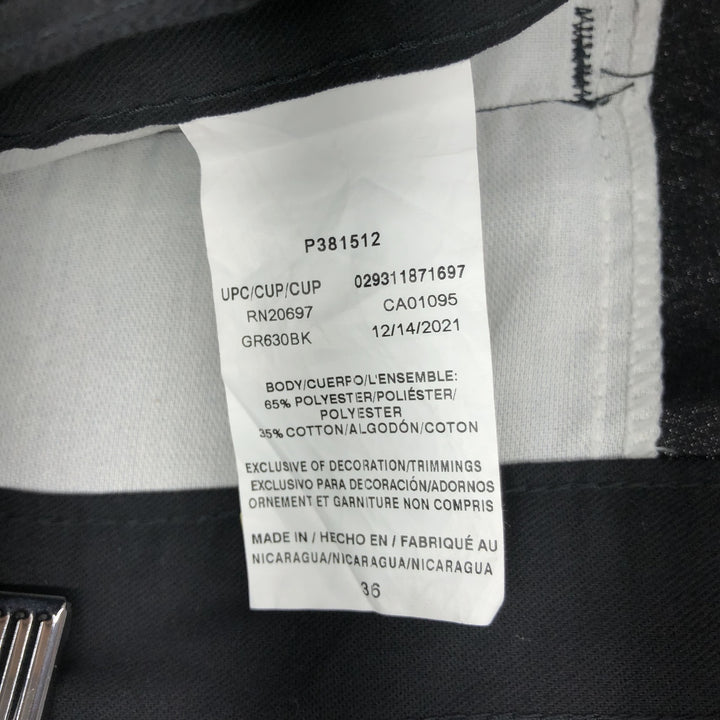 P381512
UPC/CUP/CUP 029311871697
RN20697 CA01095
GR630BK 12/14/2021
BODY/CUERPO/L'ENSEMBLE:
65% POLYESTER/POLIÉSTER/
POLYESTER
35% COTTON/ALGODÓN/COTON
EXCLUSIVE OF DECORATION/TRIMMINGS
EXCLUSIVO PARA DECORACIÓN/ADORNOS
ORNEMENT ET GARNITURE NON COMPRIS
MADE IN / HECHO EN / FABRIQUÉ AU
NICARAGUA/NICARAGUA/NICARAGUA
36